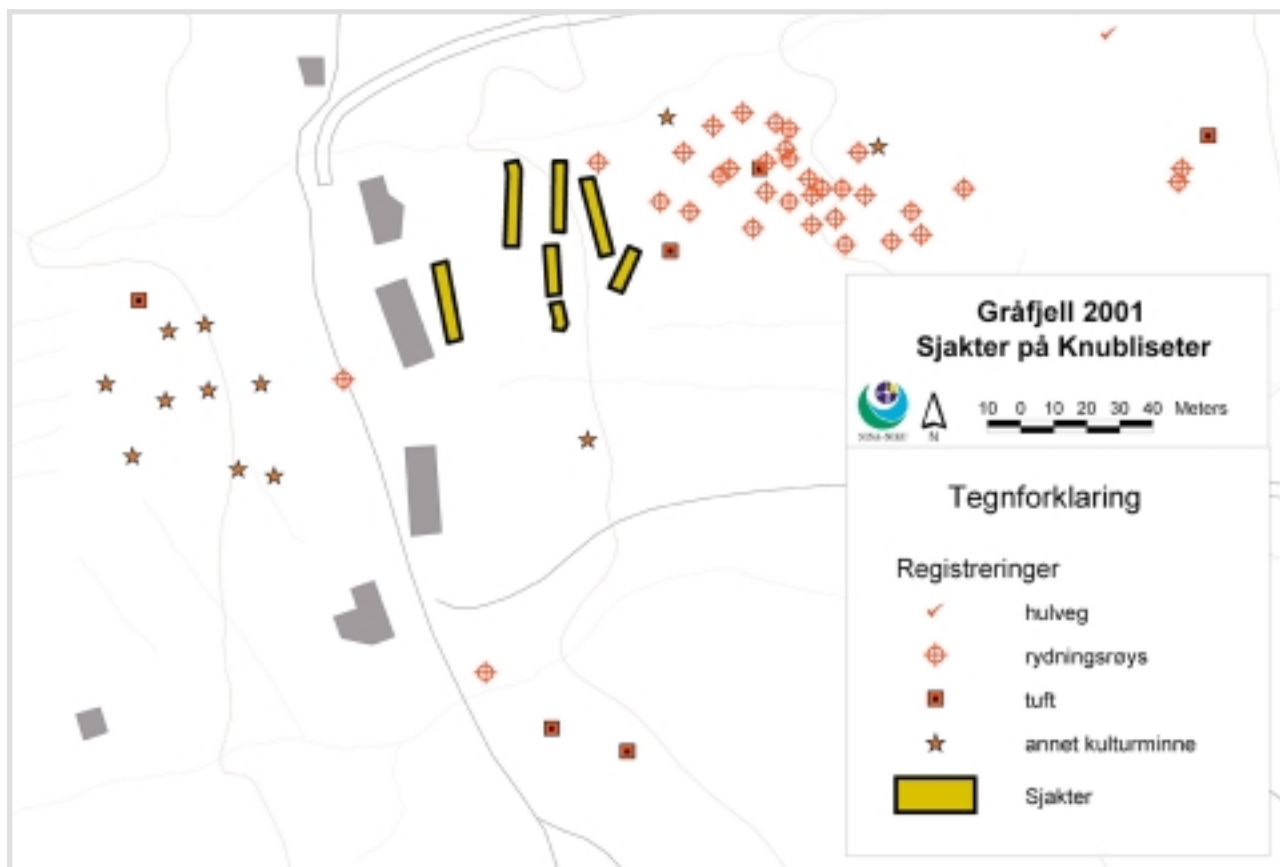 Gråfjell 2001
Sjakter på Knubliseter
10 0 10 20 30 40 Meters
N
Tegnforklaring
Registreringer
hulveg
rydningsrøys
tuft
annet kulturminne
Sjakter